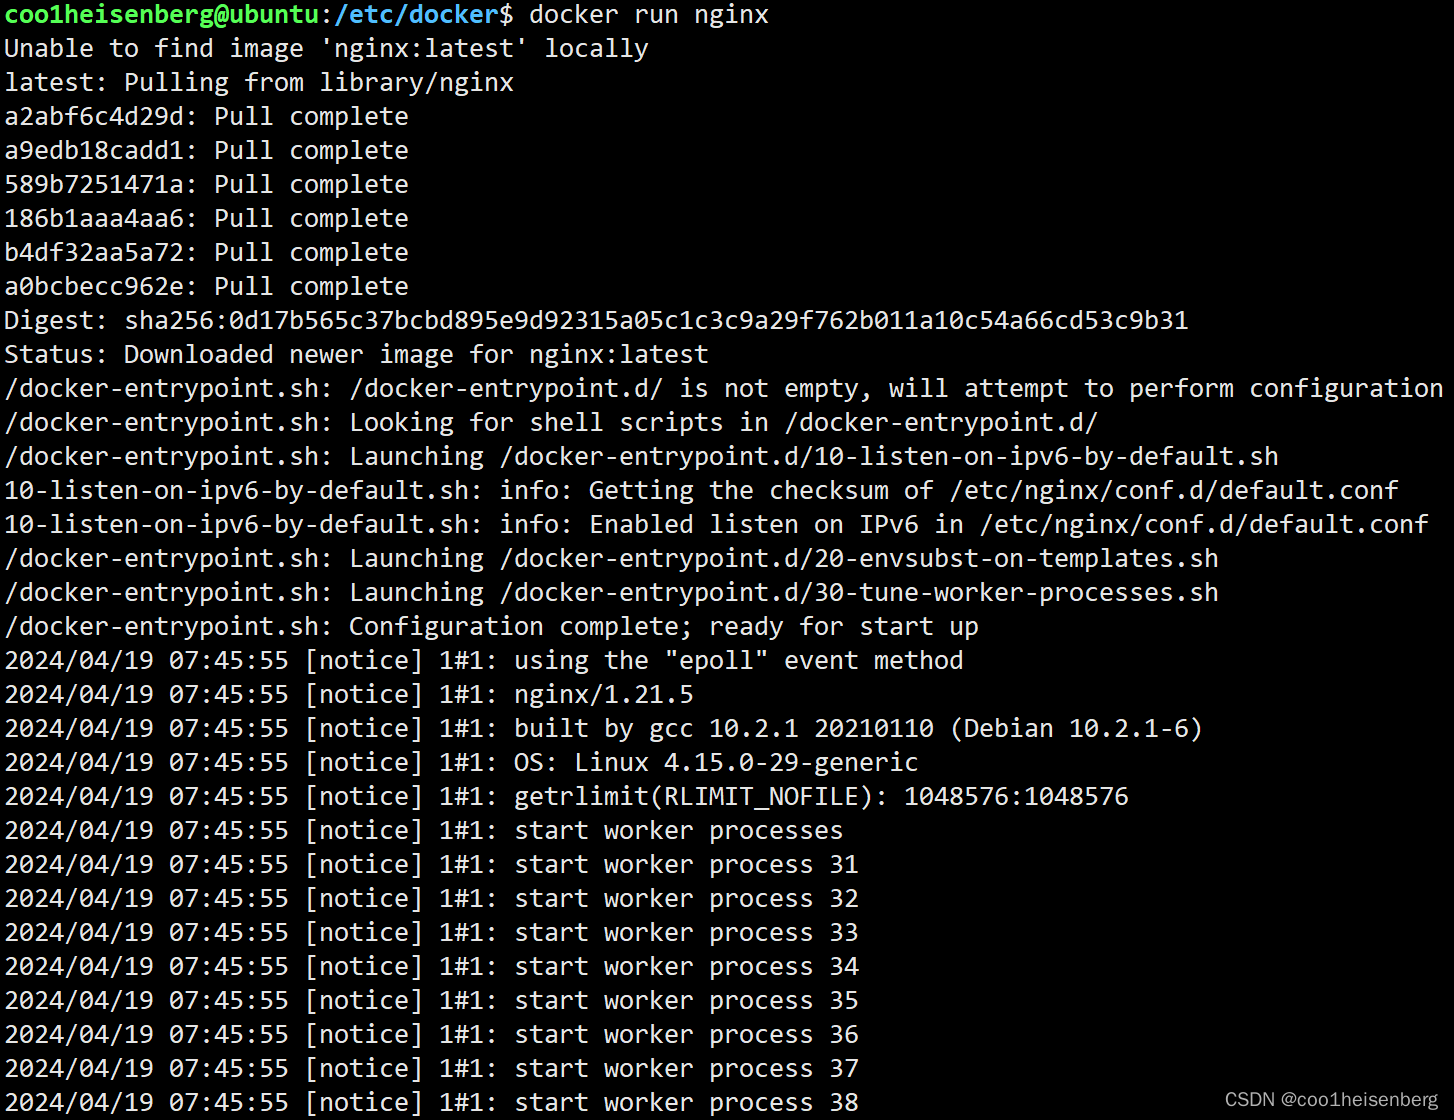 coo1heisenberg@ubuntu:/etc/docker$ docker run nginx
Unable to find image 'nginx:latest' locally
latest: Pulling from library/nginx
a2abf6c4d29d: Pull complete
a9edb18cadd1: Pull complete
589b7251471a: Pull complete
186b1aaa4aa6: Pull complete
b4df32aa5a72: Pull complete
a0bcbecc962e: Pull complete
Digest: sha256:0d17b565c37bcbd895e9d92315a05c1c3c9a29f762b011a10c54a66cd53c9b31
Status: Downloaded newer image for nginx:latest
/docker-entrypoint.sh: /docker-entrypoint.d/ is not empty, will attempt to perform configuration
/docker-entrypoint.sh: Looking for shell scripts in /docker-entrypoint.d/
/docker-entrypoint.sh: Launching /docker-entrypoint.d/10-listen-on-ipv6-by-default.sh
10-listen-on-ipv6-by-default.sh: info: Getting the checksum of /etc/nginx/conf.d/default.conf
10-listen-on-ipv6-by-default.sh: info: Enabled listen on IPv6 in /etc/nginx/conf.d/default.conf
/docker-entrypoint.sh: Launching /docker-entrypoint.d/20-envsubst-on-templates.sh
/docker-entrypoint.sh: Launching /docker-entrypoint.d/30-tune-worker-processes.sh
/docker-entrypoint.sh: Configuration complete; ready for start up
2024/04/19 07:45:55 [notice] 1#1: using the "epoll" event method
2024/04/19 07:45:55 [notice] 1#1: nginx/1.21.5
2024/04/19 07:45:55 [notice] 1#1: built by gcc 10.2.1 20210110 (Debian 10.2.1-6)
2024/04/19 07:45:55 [notice] 1#1: OS: Linux 4.15.0-29-generic
2024/04/19 07:45:55 [notice] 1#1: getrlimit(RLIMIT_NOFILE): 1048576:1048576
2024/04/19 07:45:55 [notice] 1#1: start worker processes
2024/04/19 07:45:55 [notice] 1#1: start worker process 31
2024/04/19 07:45:55 [notice] 1#1: start worker process 32
2024/04/19 07:45:55 [notice] 1#1: start worker process 33
2024/04/19 07:45:55 [notice] 1#1: start worker process 34
2024/04/19 07:45:55 [notice] 1#1: start worker process 35
2024/04/19 07:45:55 [notice] 1#1: start worker process 36
2024/04/19 07:45:55 [notice] 1#1: start worker process 37
2024/04/19 07:45:55 [notice] 1#1: start worker process 38
CSDN @coo1heisenberg